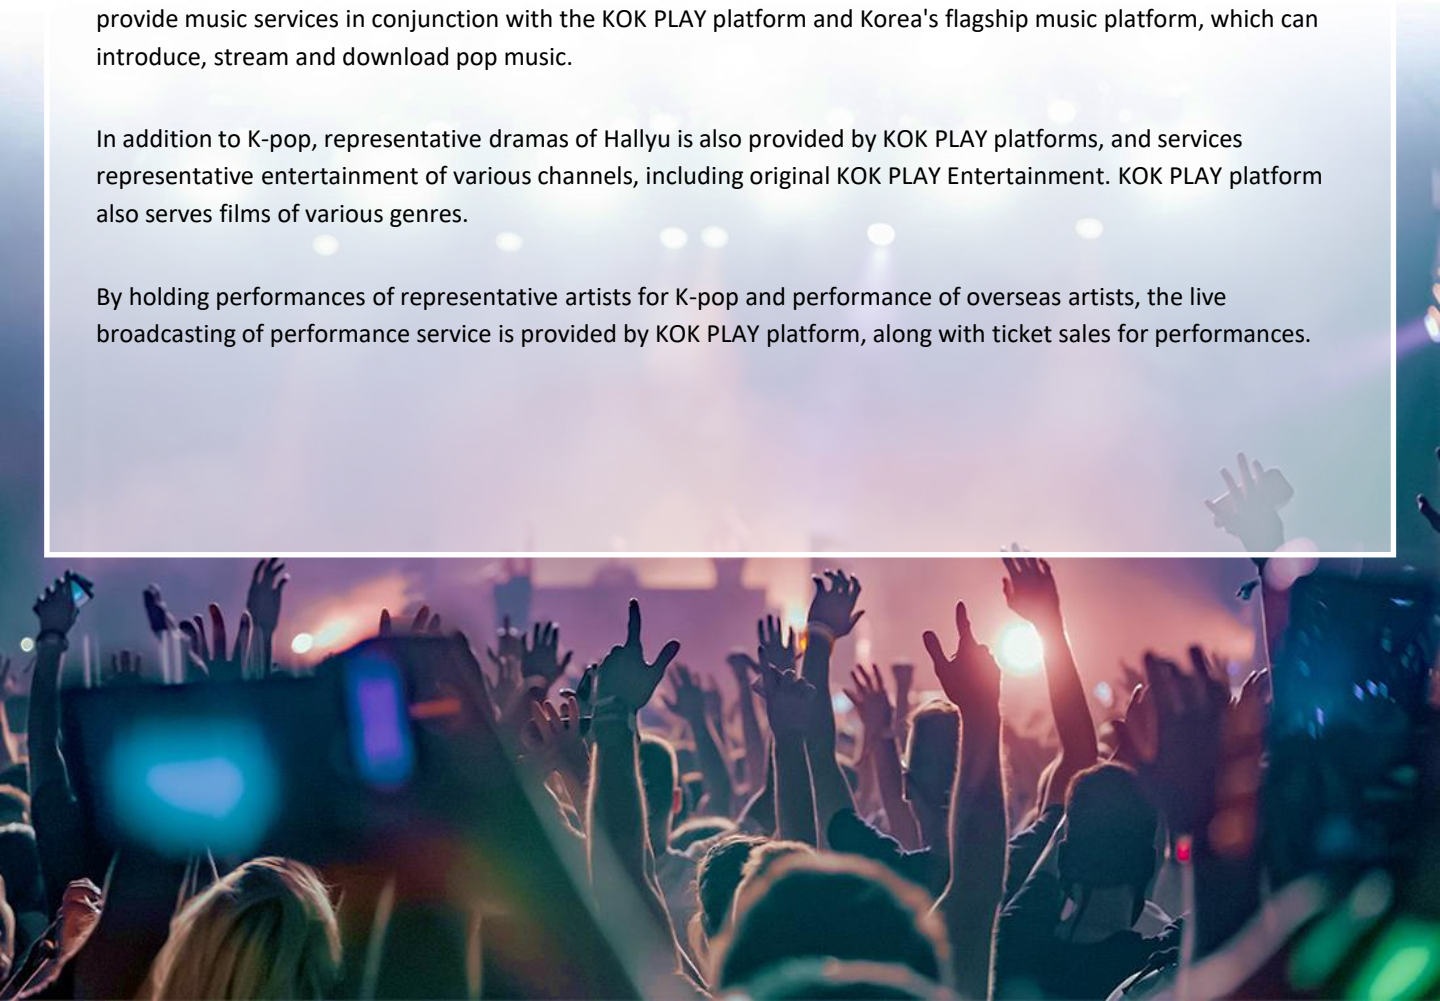 provide music services in conjunction with the KOK PLAY platform and Korea's flagship music platform, which can
introduce, stream and download pop music.
In addition to K-pop, representative dramas of Hallyu is also provided by KOK PLAY platforms, and services
representative entertainment of various channels, including original KOK PLAY Entertainment. KOK PLAY platform
also serves films of various genres.
By holding performances of representative artists for K-pop and performance of overseas artists, the live
broadcasting of performance service is provided by KOK PLAY platform, along with ticket sales for performances.